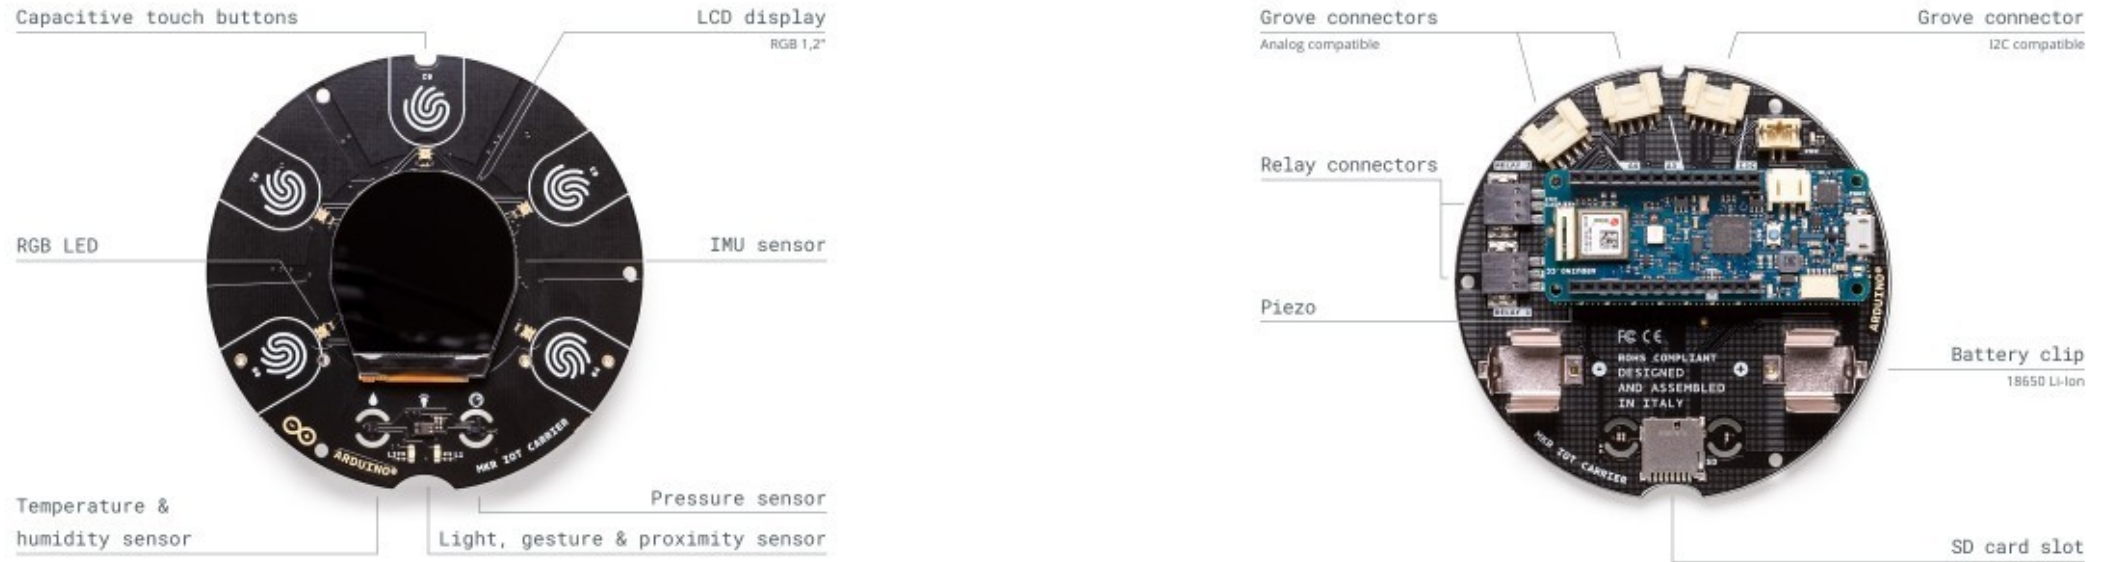 Capacitive touch buttons
LCD display
RGB 1,2"
RGB LED
IMU sensor
ARDUINO®
MKR IOT CARRIER
Temperature &
humidity sensor
Pressure sensor
Light, gesture & proximity sensor
Grove connectors
Analog compatible
Grove connector
I2C compatible
Relay connectors
Piezo
ARDUINO®
FC CE
ROHS COMPLIANT
DESIGNED
AND ASSEMBLED
IN ITALY
Battery clip
18650 Li-Ion
MKR IOT CARRIER
SD card slot